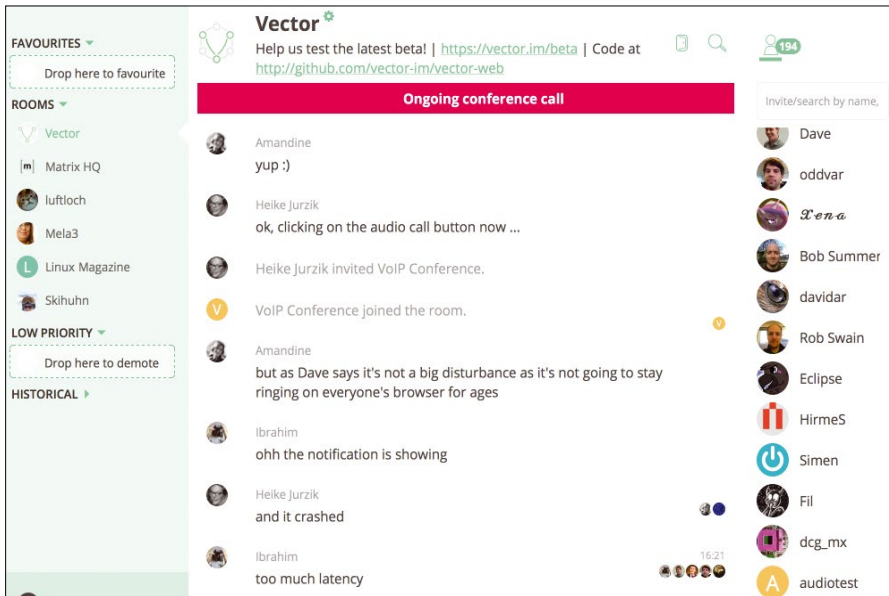 FAVOURITES
Drop here to favourite
ROOMS
Vector
[m] Matrix HQ
luftloch
Mela3
L Linux Magazine
Skihuhn
LOW PRIORITY
Drop here to demote
HISTORICAL
Vector
Help us test the latest beta! | https://vector.im/beta | Code at
http://github.com/vector-im/vector-web
Ongoing conference call
Amandine
yup :)
Heike Jurzik
ok, clicking on the audio call button now ...
Heike Jurzik invited VoIP Conference.
V VoIP Conference joined the room.
V
Amandine
but as Dave says it's not a big disturbance as it's not going to stay
ringing on everyone's browser for ages
Ibrahim
ohh the notification is showing
Heike Jurzik
and it crashed
Ibrahim
16:21
too much latency
194
Invite/search by name,
Dave
oddvar
𝒳𝑒𝓃𝒶
Bob Summer
davidar
Rob Swain
Eclipse
HirmeS
Simen
Fil
dcg_mx
A audiotest